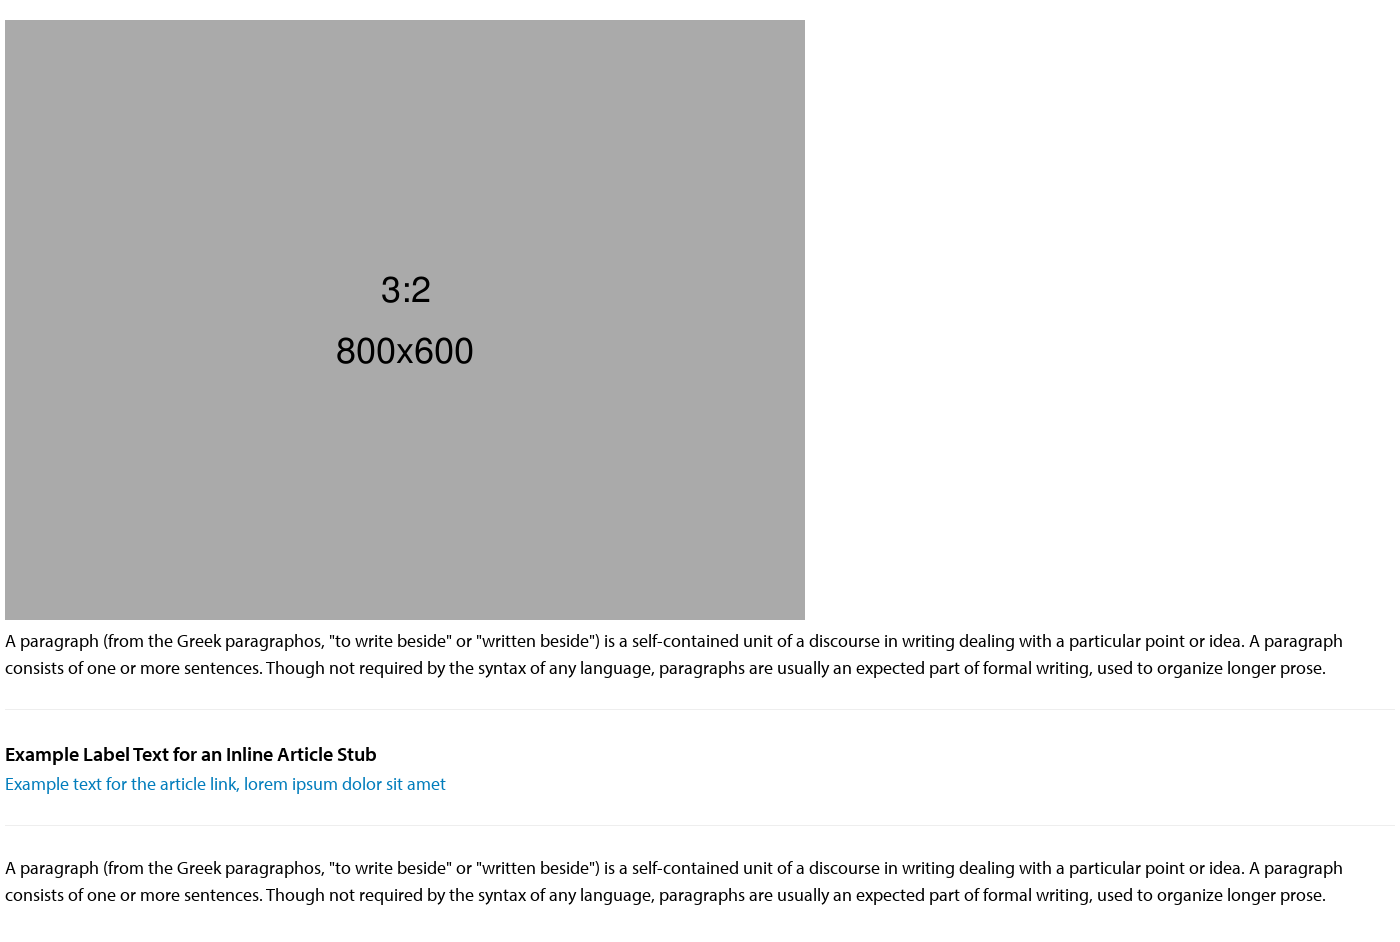 3:2
800x600
A paragraph (from the Greek paragraphos, "to write beside" or "written beside") is a self-contained unit of a discourse in writing dealing with a particular point or idea. A paragraph
consists of one or more sentences. Though not required by the syntax of any language, paragraphs are usually an expected part of formal writing, used to organize longer prose.
Example Label Text for an Inline Article Stub
Example text for the article link, lorem ipsum dolor sit amet
A paragraph (from the Greek paragraphos, "to write beside" or "written beside") is a self-contained unit of a discourse in writing dealing with a particular point or idea. A paragraph
consists of one or more sentences. Though not required by the syntax of any language, paragraphs are usually an expected part of formal writing, used to organize longer prose.